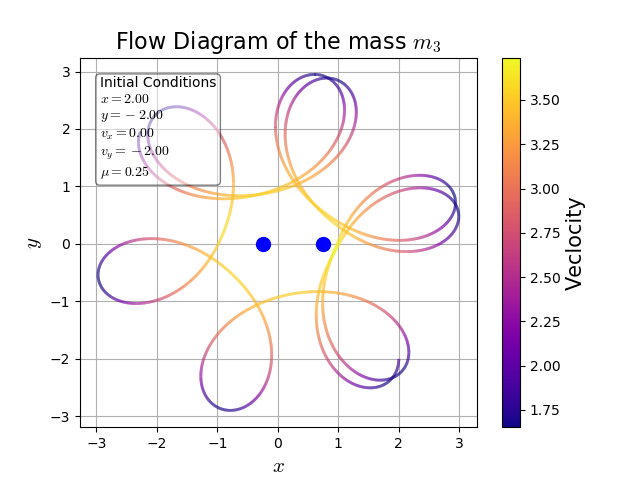 Flow Diagram of the mass m₃
Initial Conditions
x = 2.00
y = −2.00
vₓ = 0.00
v_y = −2.00
μ = 0.25
3
2
1
0
−1
−2
−3
y
−3 −2 −1 0 1 2 3
x
3.50
3.25
3.00
2.75
2.50
2.25
2.00
1.75
Veclocity